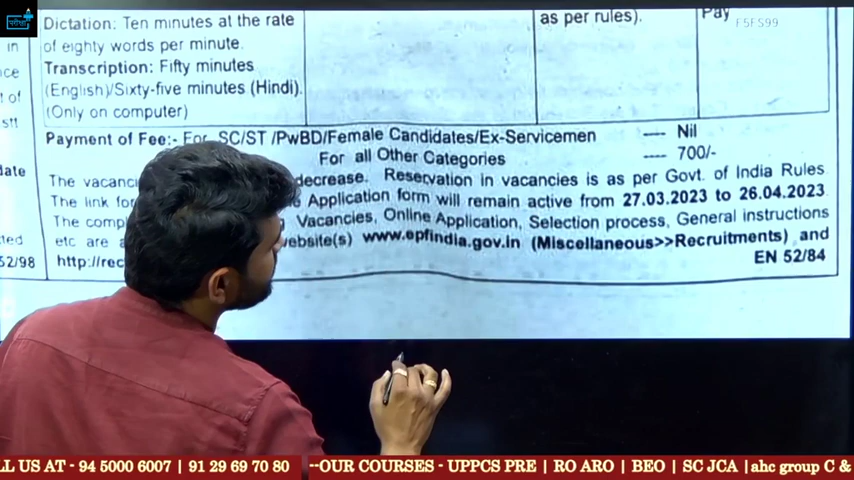 परीक्षा
Dictation: Ten minutes at the rate
of eighty words per minute.
Transcription: Fifty minutes
(English)/Sixty-five minutes (Hindi).
(Only on computer)
as per rules).
Pay
F5FS99
in
nce
t of
stt
date
ted
52/98
Payment of Fee:- For SC/ST /PwBD/Female Candidates/Ex-Servicemen ---- Nil
For all Other Categories ---- 700/-
The vacanci decrease. Reservation in vacancies is as per Govt. of India Rules
The link for e Application form will remain active from 27.03.2023 to 26.04.2023.
The comp Vacancies, Online Application, Selection process, General instructions
etc are a website(s) www.epfindia.gov.in (Miscellaneous>>Recruitments) and
http://rec EN 52/84
LL US AT - 94 5000 6007 | 91 29 69 70 80 --OUR COURSES - UPPCS PRE | RO ARO | BEO | SC JCA |ahc group C &